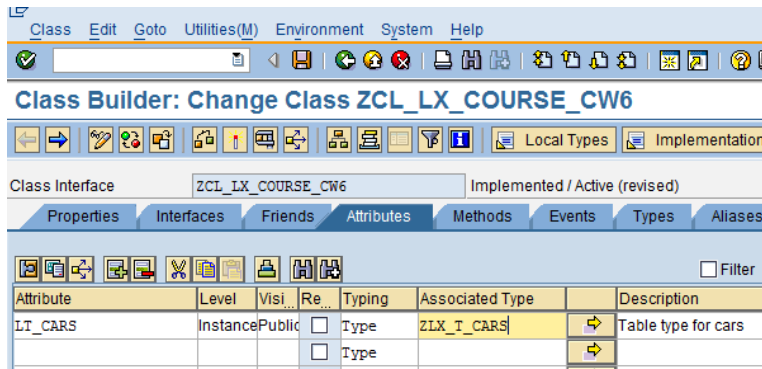 Class Edit Goto Utilities(M) Environment System Help
Class Builder: Change Class ZCL_LX_COURSE_CW6
Local Types Implementation
Class Interface ZCL_LX_COURSE_CW6 Implemented / Active (revised)
Properties Interfaces Friends Attributes Methods Events Types Aliases
Filter
Attribute Level Visi... Re... Typing Associated Type Description
LT_CARS Instance Public Type ZLX_T_CARS Table type for cars
Type